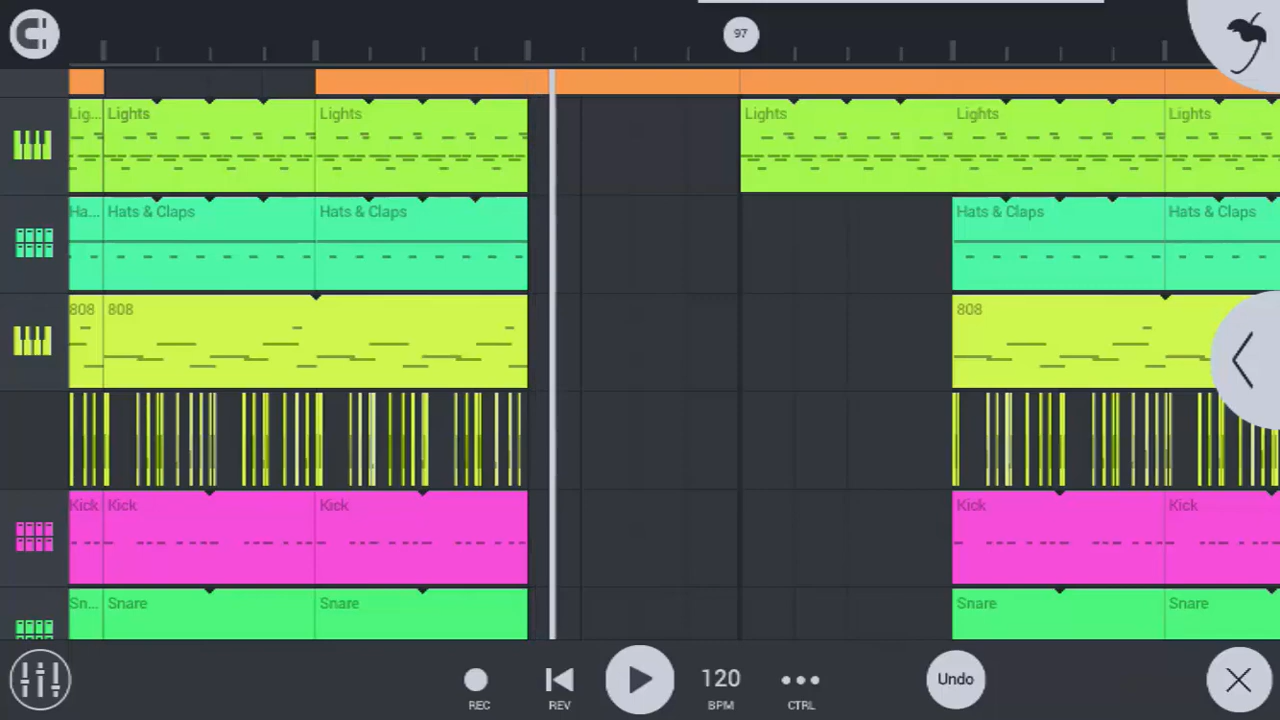 97
Lig... Lights Lights Lights Lights Lights
Ha... Hats & Claps Hats & Claps Hats & Claps Hats & Claps
808 808 808
Kick Kick Kick Kick Kick
Sn... Snare Snare Snare Snare
120 Undo
REC REV BPM CTRL